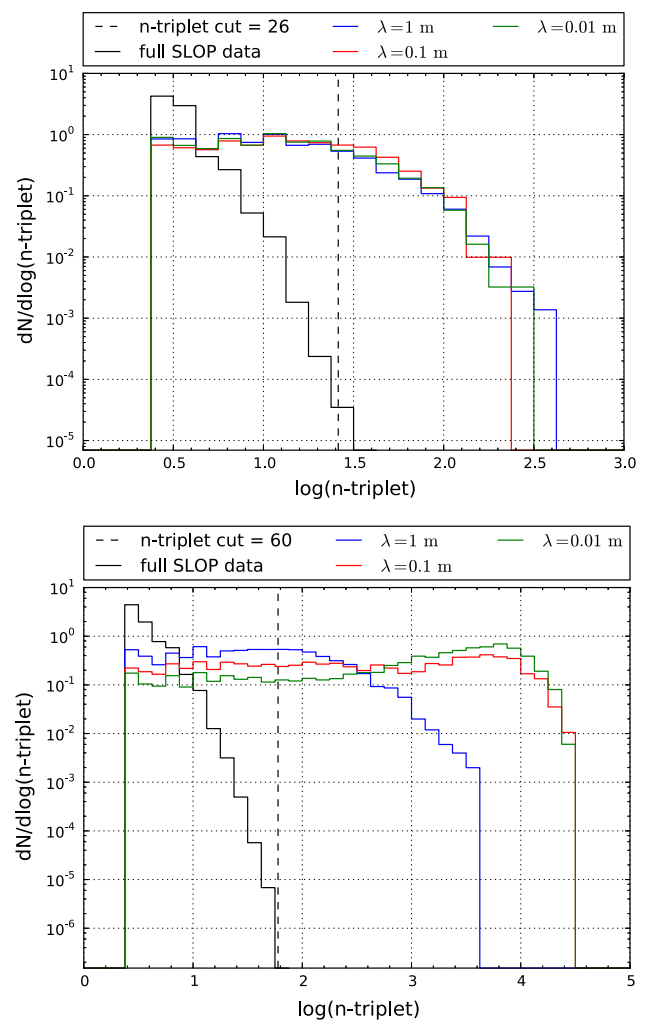 n-triplet cut = 26 λ=1 m λ=0.01 m
full SLOP data λ=0.1 m
10^1
10^0
10^-1
10^-2
10^-3
10^-4
10^-5
dN/dlog(n-triplet)
0.0 0.5 1.0 1.5 2.0 2.5 3.0
log(n-triplet)
n-triplet cut = 60 λ=1 m λ=0.01 m
full SLOP data λ=0.1 m
10^1
10^0
10^-1
10^-2
10^-3
10^-4
10^-5
10^-6
dN/dlog(n-triplet)
0 1 2 3 4 5
log(n-triplet)